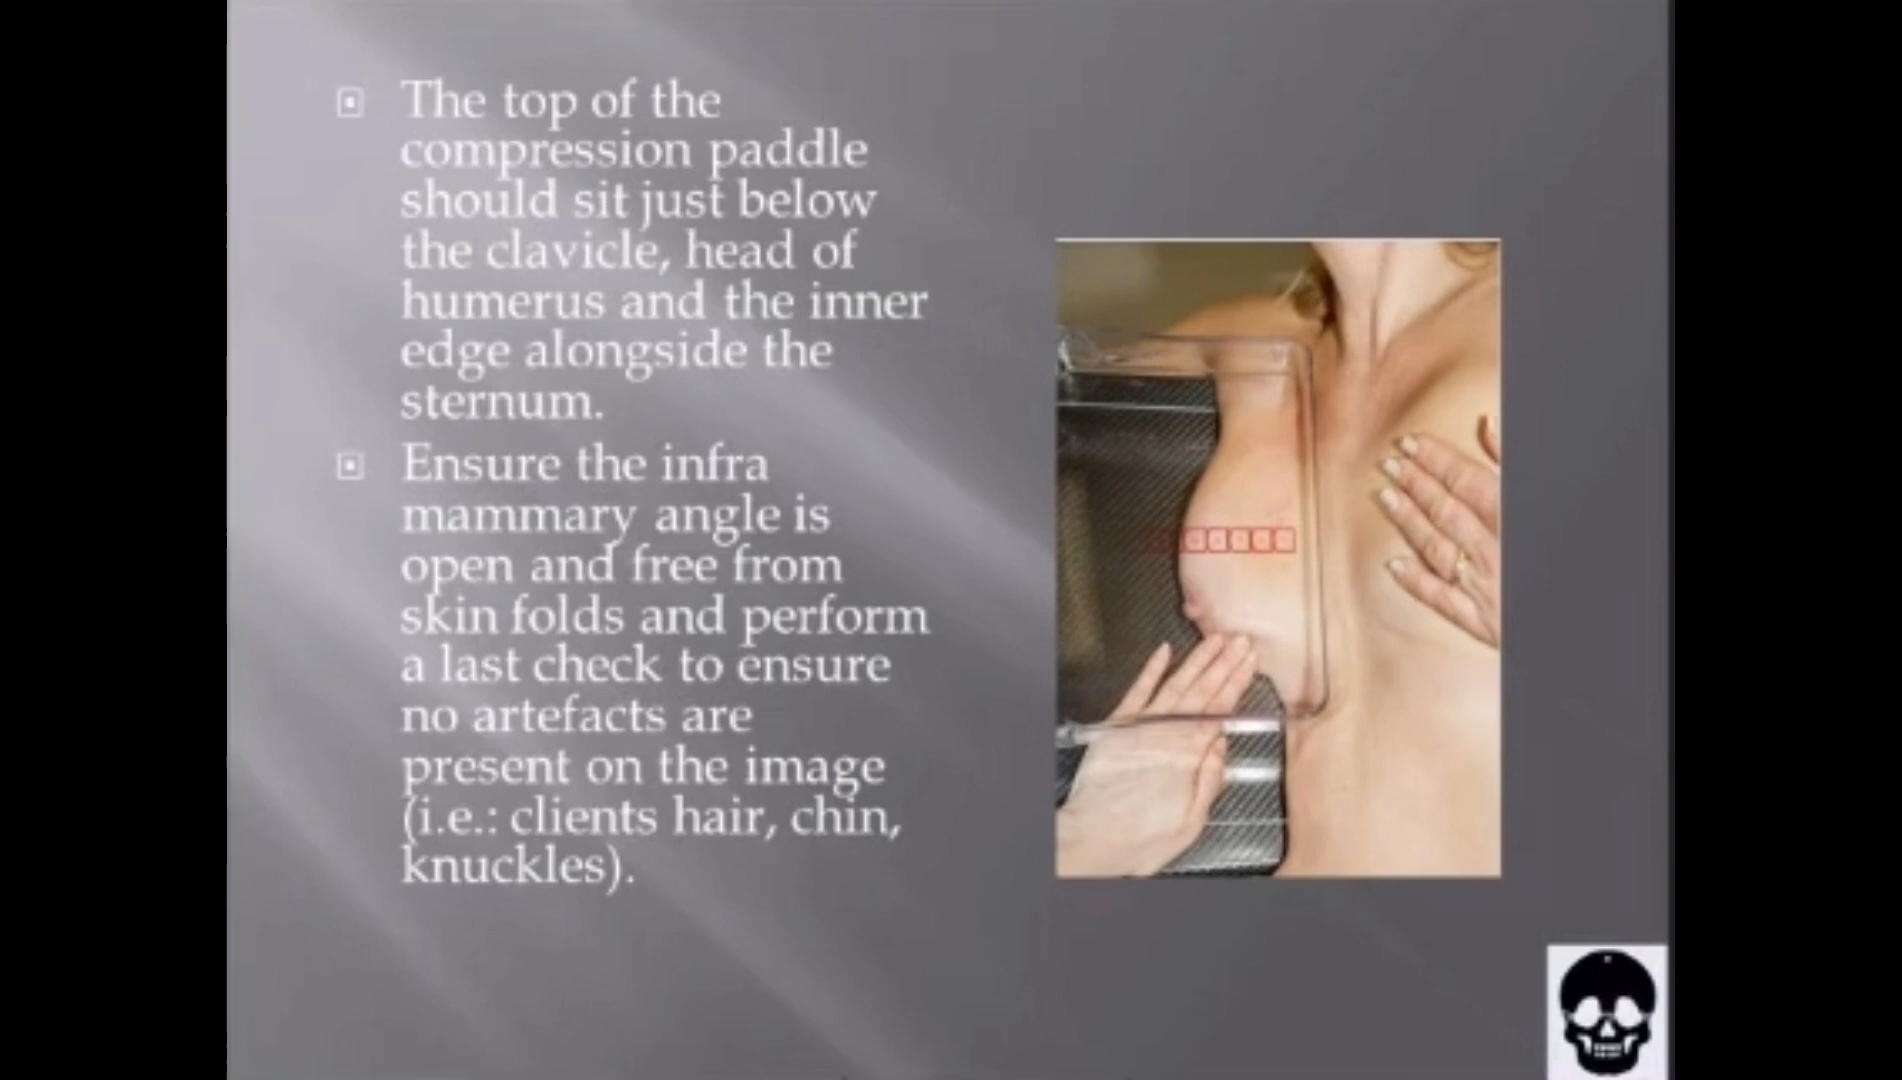 The top of the
compression paddle
should sit just below
the clavicle, head of
humerus and the inner
edge alongside the
sternum.
Ensure the infra
mammary angle is
open and free from
skin folds and perform
a last check to ensure
no artefacts are
present on the image
(i.e.: clients hair, chin,
knuckles).